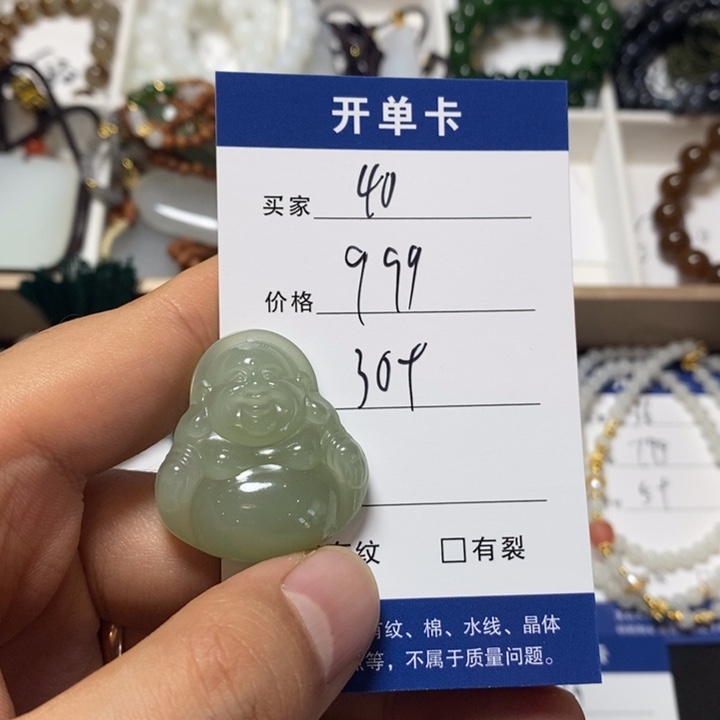 开单卡
买家 40
价格 999
309
纹 □有裂
有纹、棉、水线、晶体
等，不属于质量问题。